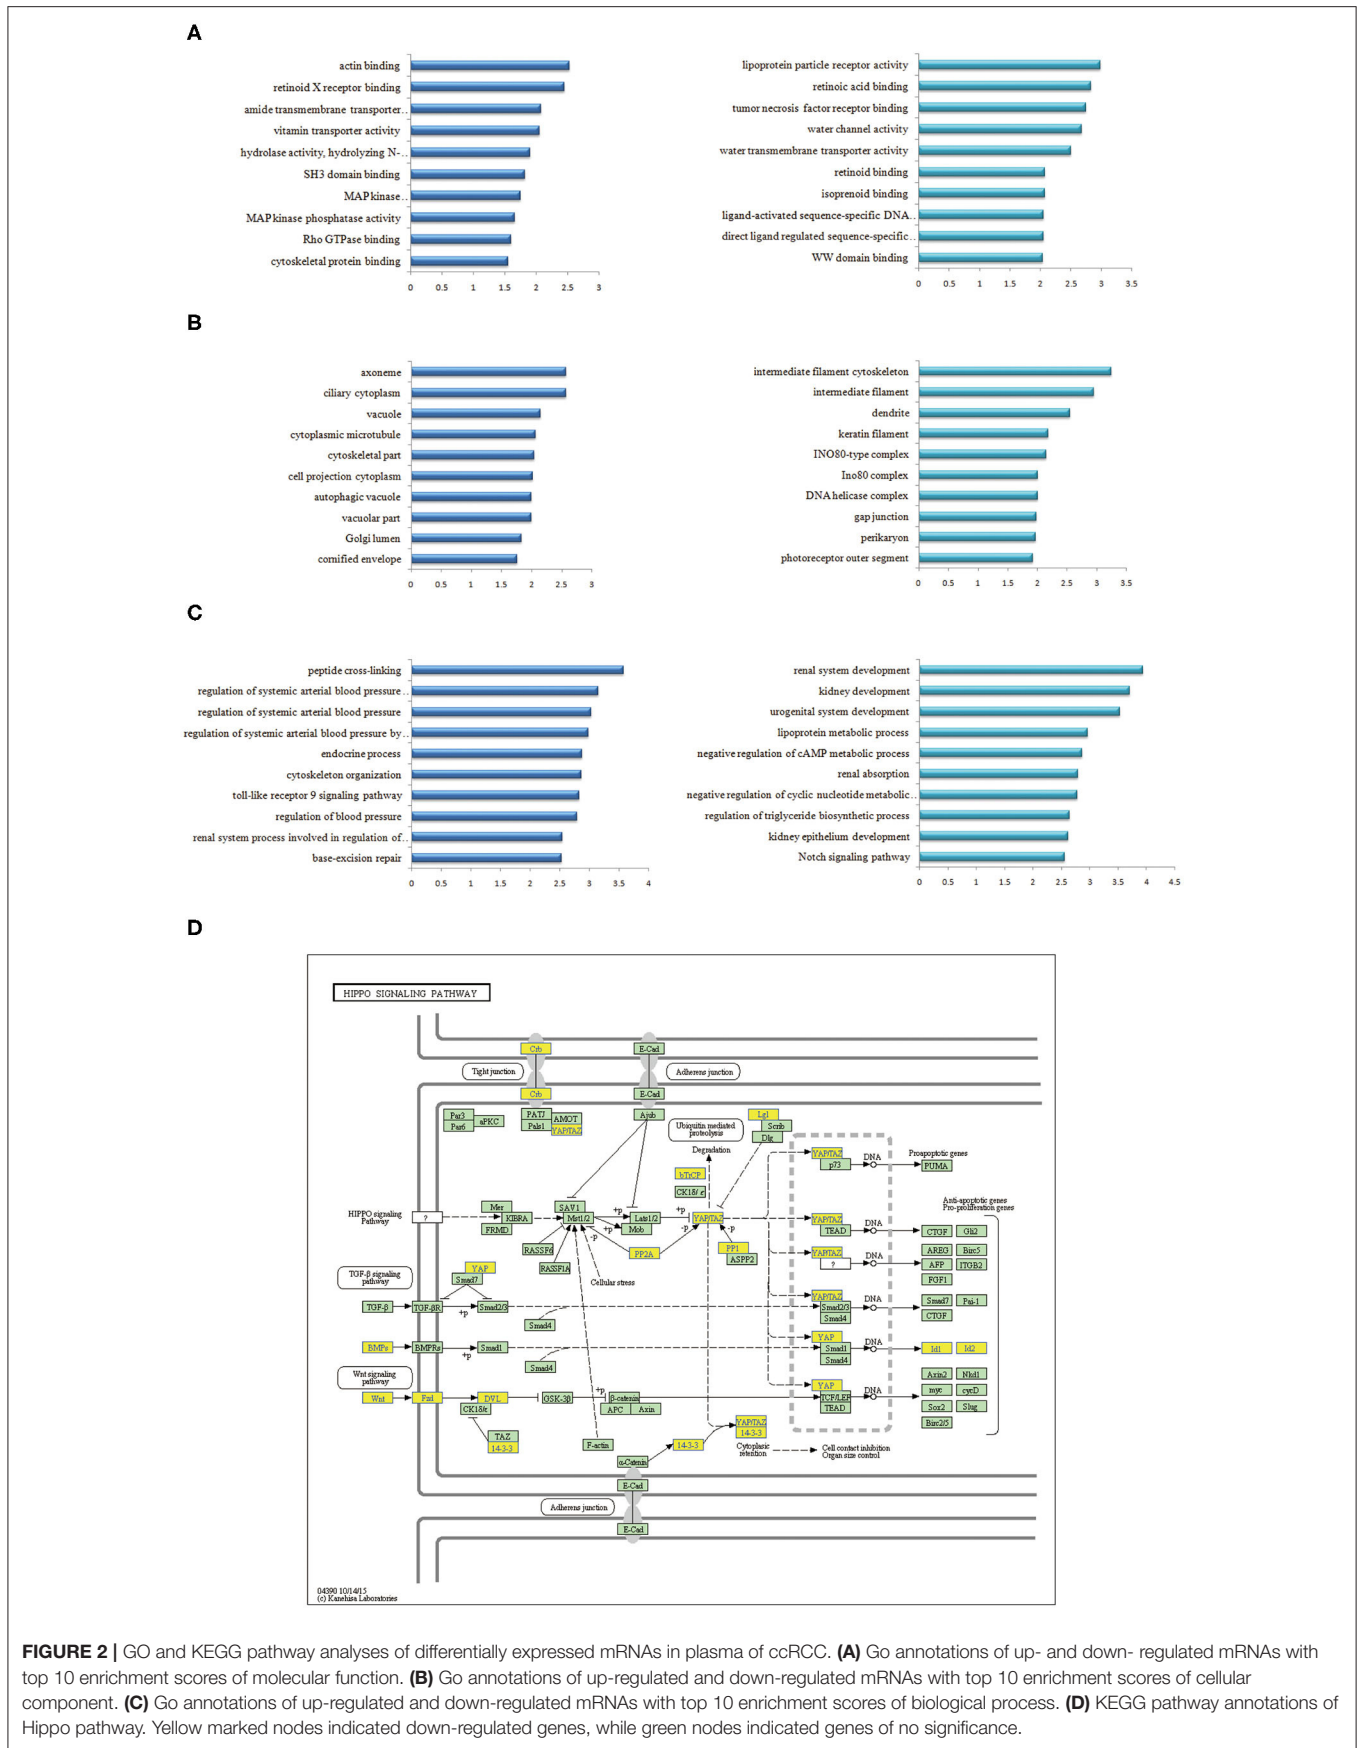 A
actin binding
retinoid X receptor binding
amide transmembrane transporter..
vitamin transporter activity
hydrolase activity, hydrolyzing N-..
SH3 domain binding
MAP kinase..
MAP kinase phosphatase activity
Rho GTPase binding
cytoskeletal protein binding
0 0.5 1 1.5 2 2.5 3
lipoprotein particle receptor activity
retinoic acid binding
tumor necrosis factor receptor binding
water channel activity
water transmembrane transporter activity
retinoid binding
isoprenoid binding
ligand-activated sequence-specific DNA..
direct ligand regulated sequence-specific..
WW domain binding
0 0.5 1 1.5 2 2.5 3 3.5
B
axoneme
ciliary cytoplasm
vacuole
cytoplasmic microtubule
cytoskeletal part
cell projection cytoplasm
autophagic vacuole
vacuolar part
Golgi lumen
cornified envelope
0 0.5 1 1.5 2 2.5 3
intermediate filament cytoskeleton
intermediate filament
dendrite
keratin filament
INO80-type complex
Ino80 complex
DNA helicase complex
gap junction
perikaryon
photoreceptor outer segment
0 0.5 1 1.5 2 2.5 3 3.5
C
peptide cross-linking
regulation of systemic arterial blood pressure..
regulation of systemic arterial blood pressure
regulation of systemic arterial blood pressure by..
endocrine process
cytoskeleton organization
toll-like receptor 9 signaling pathway
regulation of blood pressure
renal system process involved in regulation of..
base-excision repair
0 0.5 1 1.5 2 2.5 3 3.5 4
renal system development
kidney development
urogenital system development
lipoprotein metabolic process
negative regulation of cAMP metabolic process
renal absorption
negative regulation of cyclic nucleotide metabolic..
regulation of triglyceride biosynthetic process
kidney epithelium development
Notch signaling pathway
0 0.5 1 1.5 2 2.5 3 3.5 4 4.5
D
HIPPO SIGNALING PATHWAY
Crb E-Cad
Tight junction Adherens junction
Crb E-Cad
Par3 aPKC
Par6
PATJ AMOT
Pals1 YAP/TAZ
Ajub
Ubiquitin mediated
proteolysis
Degradation
Lgl
Scrib
Dlg
bTrCP
CK1δ/ε
YAP/TAZ
p73
DNA
Proapoptotic genes
PUMA
Anti-apoptotic genes
Pro-proliferation genes
HIPPO signaling
Pathway
?
Mer
KIBRA
FRMD
SAV1
Mst1/2
+p
+p
Lats1/2
Mob
+p
-p
YAP/TAZ
-p
-p
RASSF6
RASSF1A
PP2A
PP1
ASPP2
Cellular stress
YAP/TAZ
TEAD
DNA
CTGF Gli2
YAP/TAZ
?
DNA
AREG Birc5
AFP ITGB2
FGF1
TGF-β signaling
pathway
YAP
Smad7
TGF-β TGF-βR +p Smad2/3
Smad4
YAP/TAZ
Smad2/3
Smad4
DNA
Smad7 Pai-1
CTGF
BMPs BMPRs +p Smad1
Smad4
YAP
Smad1
Smad4
DNA
Id1 Id2
Wnt signaling
pathway
Wnt Fzd DVL GSK-3β +p β-catenin
CK1δ/ε
APC Axin
YAP
TCF/LEF
TEAD
DNA
Axin2 Nkd1
myc cycD
Sox2 Slug
Birc2/5
TAZ
14-3-3
F-actin
α-Catenin
14-3-3
YAP/TAZ
14-3-3
Cytoplasic
retention
Cell contact inhibition
Organ size control
E-Cad
Adherens junction
E-Cad
04390 10/14/15
(c) Kanehisa Laboratories
FIGURE 2 | GO and KEGG pathway analyses of differentially expressed mRNAs in plasma of ccRCC. (A) Go annotations of up- and down- regulated mRNAs with
top 10 enrichment scores of molecular function. (B) Go annotations of up-regulated and down-regulated mRNAs with top 10 enrichment scores of cellular
component. (C) Go annotations of up-regulated and down-regulated mRNAs with top 10 enrichment scores of biological process. (D) KEGG pathway annotations of
Hippo pathway. Yellow marked nodes indicated down-regulated genes, while green nodes indicated genes of no significance.